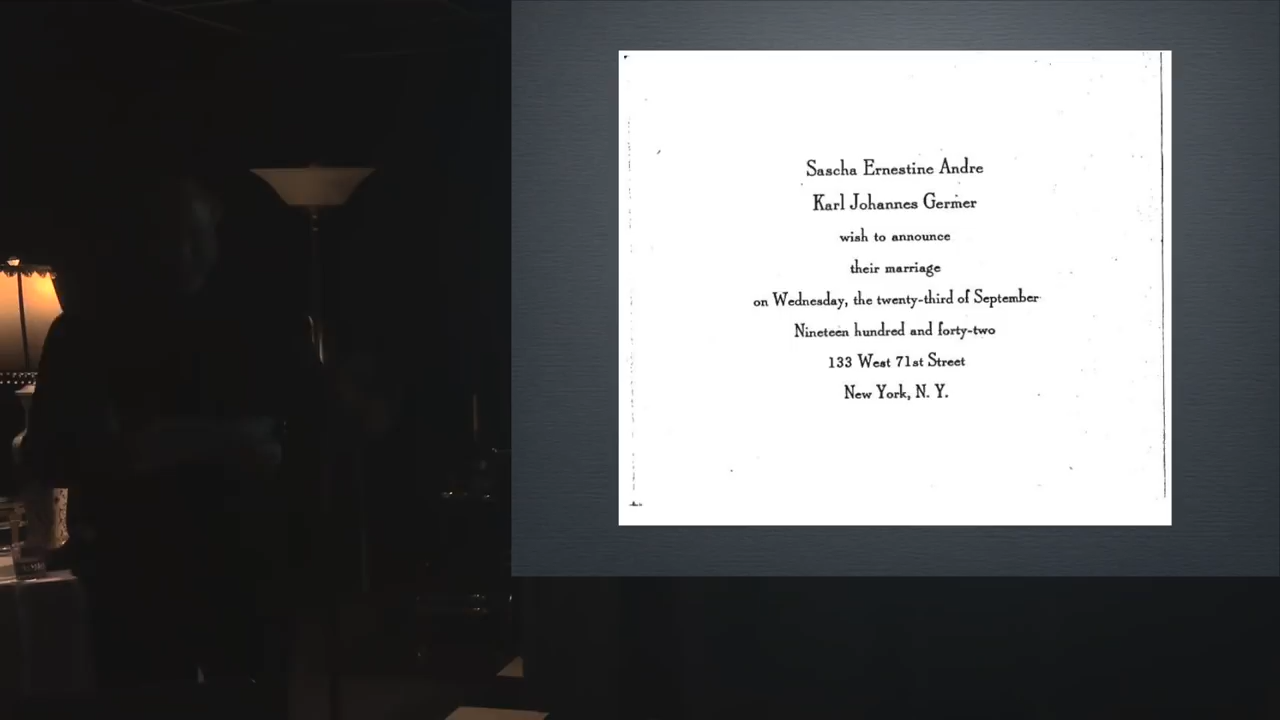 Sascha Ernestine Andre
Karl Johannes Germer
wish to announce
their marriage
on Wednesday, the twenty-third of September
Nineteen hundred and forty-two
133 West 71st Street
New York, N. Y.